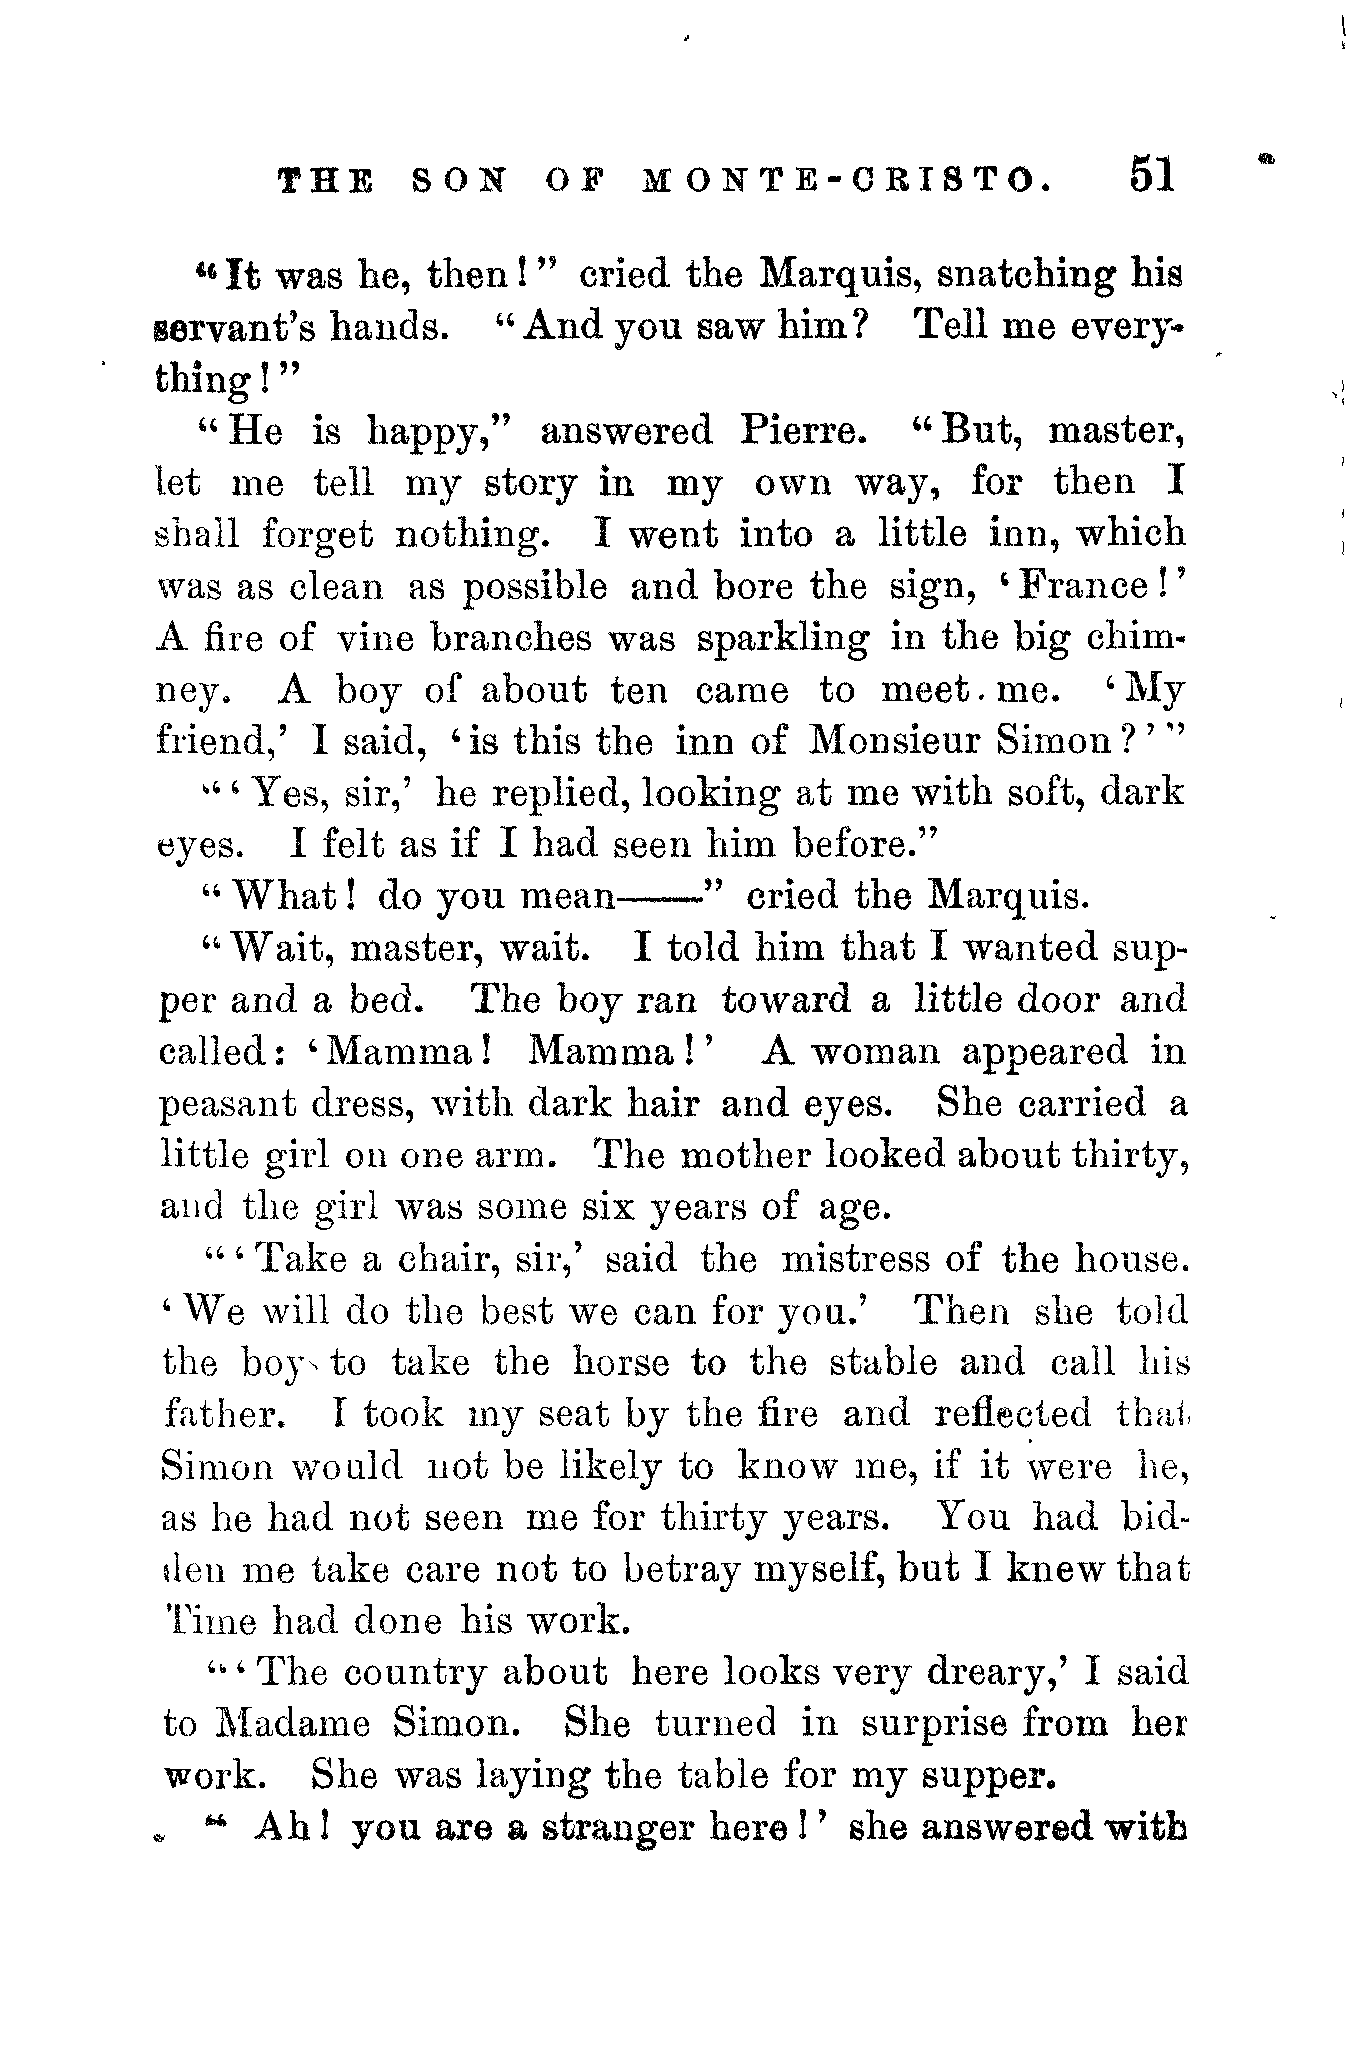 THE SON OF MONTE-CRISTO. 51
"It was he, then!" cried the Marquis, snatching his
servant's hands. "And you saw him? Tell me every-
thing!"
"He is happy," answered Pierre. "But, master,
let me tell my story in my own way, for then I
shall forget nothing. I went into a little inn, which
was as clean as possible and bore the sign, 'France!'
A fire of vine branches was sparkling in the big chim-
ney. A boy of about ten came to meet me. 'My
friend,' I said, 'is this the inn of Monsieur Simon?'"
"'Yes, sir,' he replied, looking at me with soft, dark
eyes. I felt as if I had seen him before."
"What! do you mean——" cried the Marquis.
"Wait, master, wait. I told him that I wanted sup-
per and a bed. The boy ran toward a little door and
called: 'Mamma! Mamma!' A woman appeared in
peasant dress, with dark hair and eyes. She carried a
little girl on one arm. The mother looked about thirty,
and the girl was some six years of age.
"'Take a chair, sir,' said the mistress of the house.
'We will do the best we can for you.' Then she told
the boy to take the horse to the stable and call his
father. I took my seat by the fire and reflected that
Simon would not be likely to know me, if it were he,
as he had not seen me for thirty years. You had bid-
den me take care not to betray myself, but I knew that
Time had done his work.
"'The country about here looks very dreary,' I said
to Madame Simon. She turned in surprise from her
work. She was laying the table for my supper.
" Ah! you are a stranger here!' she answered with